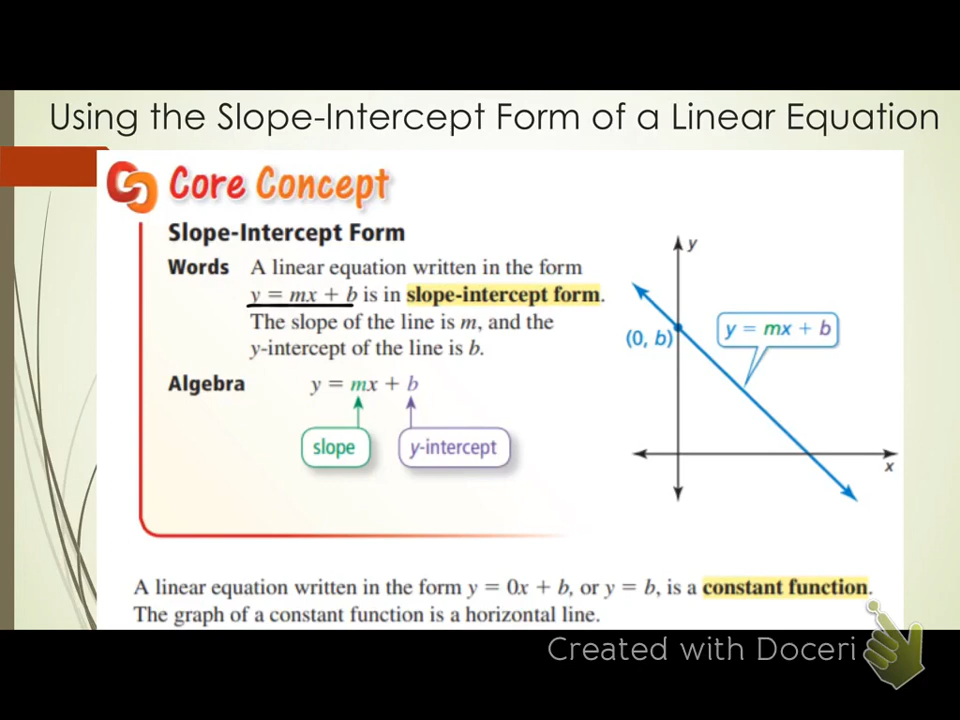 Using the Slope-Intercept Form of a Linear Equation
Core Concept
Slope-Intercept Form
Words A linear equation written in the form
y = mx + b is in slope-intercept form.
The slope of the line is m, and the
y-intercept of the line is b.
Algebra y = mx + b
slope y-intercept
y
(0, b)
y = mx + b
x
A linear equation written in the form y = 0x + b, or y = b, is a constant function.
The graph of a constant function is a horizontal line.
Created with Doceri